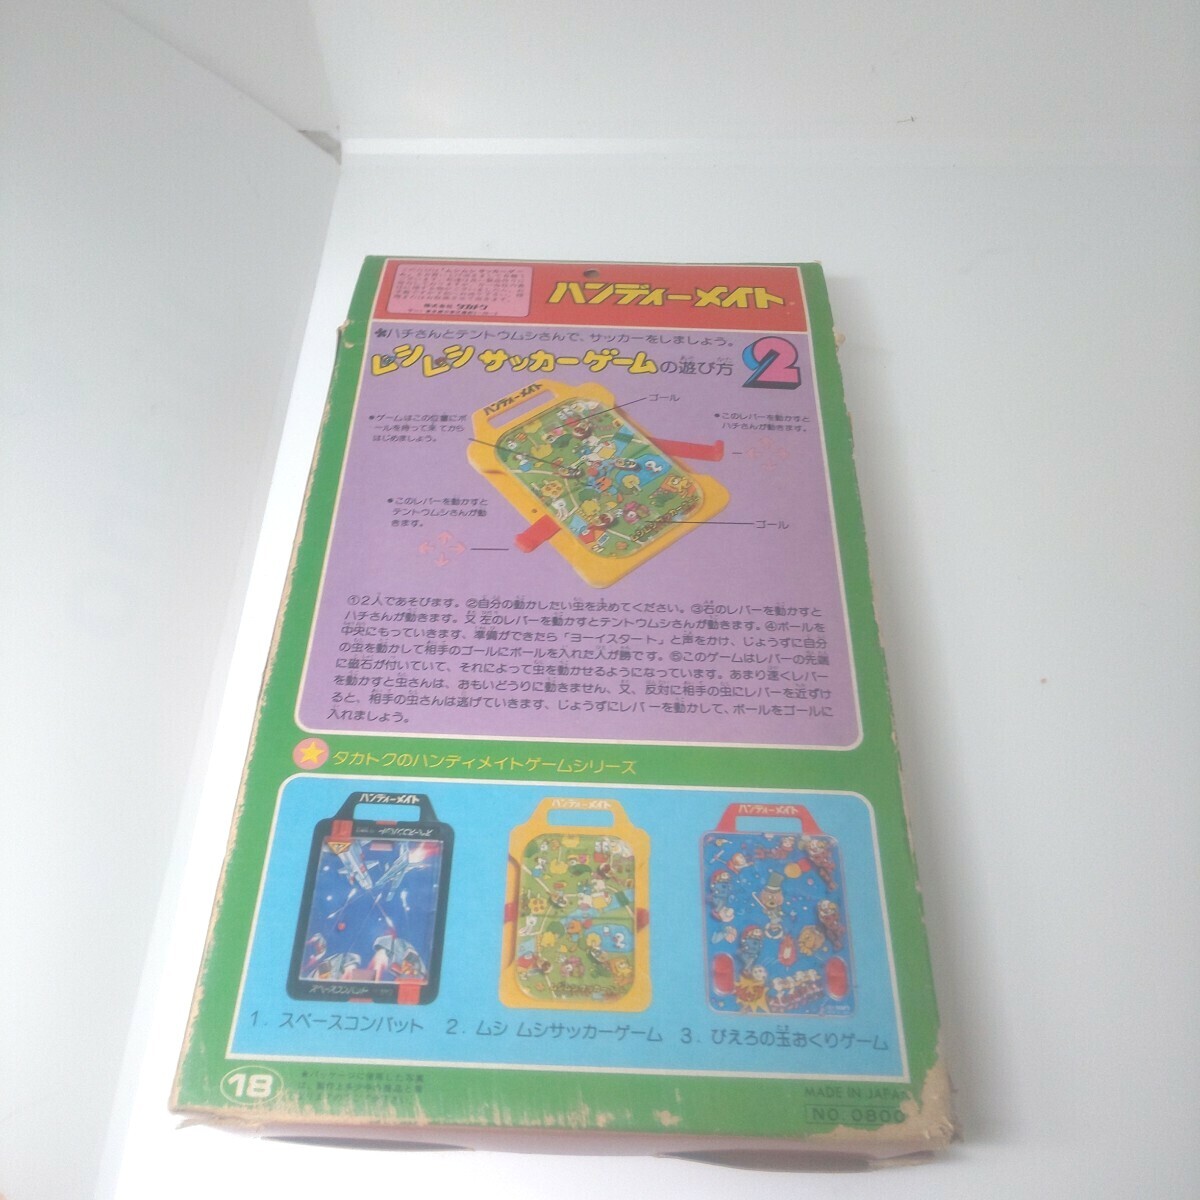 株式会社 タカトク
ハンディーメイト
ハチさんとテントウムシさんで、サッカーをしましょう。
ムシムシ サッカーゲームの遊び方 2
ハンディーメイト
ゴール
●ゲームはこの位置にボ
ールを持って来てから
はじめましょう。
●このレバーを動かすと
ハチさんが動きます。
●このレバーを動かすと
テントウムシさんが動
きます。
ゴール
①2人であそびます。②自分の動かしたい虫を決めてください。③右のレバーを動かすと
ハチさんが動きます。又 左のレバーを動かすとテントウムシさんが動きます。④ボールを
中央にもっていきます、準備ができたら「ヨーイスタート」と声をかけ、じょうずに自分
の虫を動かして相手のゴールにボールを入れた人が勝です。⑤このゲームはレバーの先端
に磁石が付いていて、それによって虫を動かせるようになっています。あまり速くレバー
を動かすと虫さんは、おもいどうりに動きません、又、反対に相手の虫にレバーを近ずけ
ると、相手の虫さんは逃げていきます、じょうずにレバーを動かして、ボールをゴールに
入れましょう。
タカトクのハンディメイトゲームシリーズ
ハンディーメイト
ハンディーメイト
ハンディーメイト
スペースコンバット
1. スペースコンバット 2. ムシ ムシサッカーゲーム 3. ぴえろの玉おくりゲーム
18
MADE IN JAPAN
NO. 0800